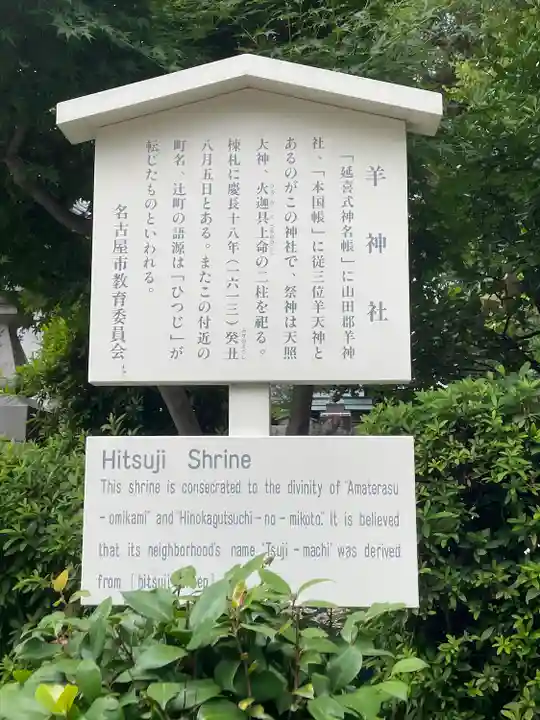 羊神社
「延喜式神名帳」に山田郡羊神
社、「本国帳」に従三位羊天神と
あるのがこの神社で、祭神は天照
大神、火迦具土命の二柱を祀る。
棟札に慶長十八年(一六一三)癸丑
八月五日とある。またこの付近の
町名、辻町の語源は「ひつじ」が
転じたものといわれる。
名古屋市教育委員会
Hitsuji Shrine
This shrine is consecrated to the divinity of "Amaterasu
-omikami" and "Hinokagutsuchi-no-mikoto." It is believed
that its neighborhood's name "Tsuji-machi" was derived
from [hitsuji